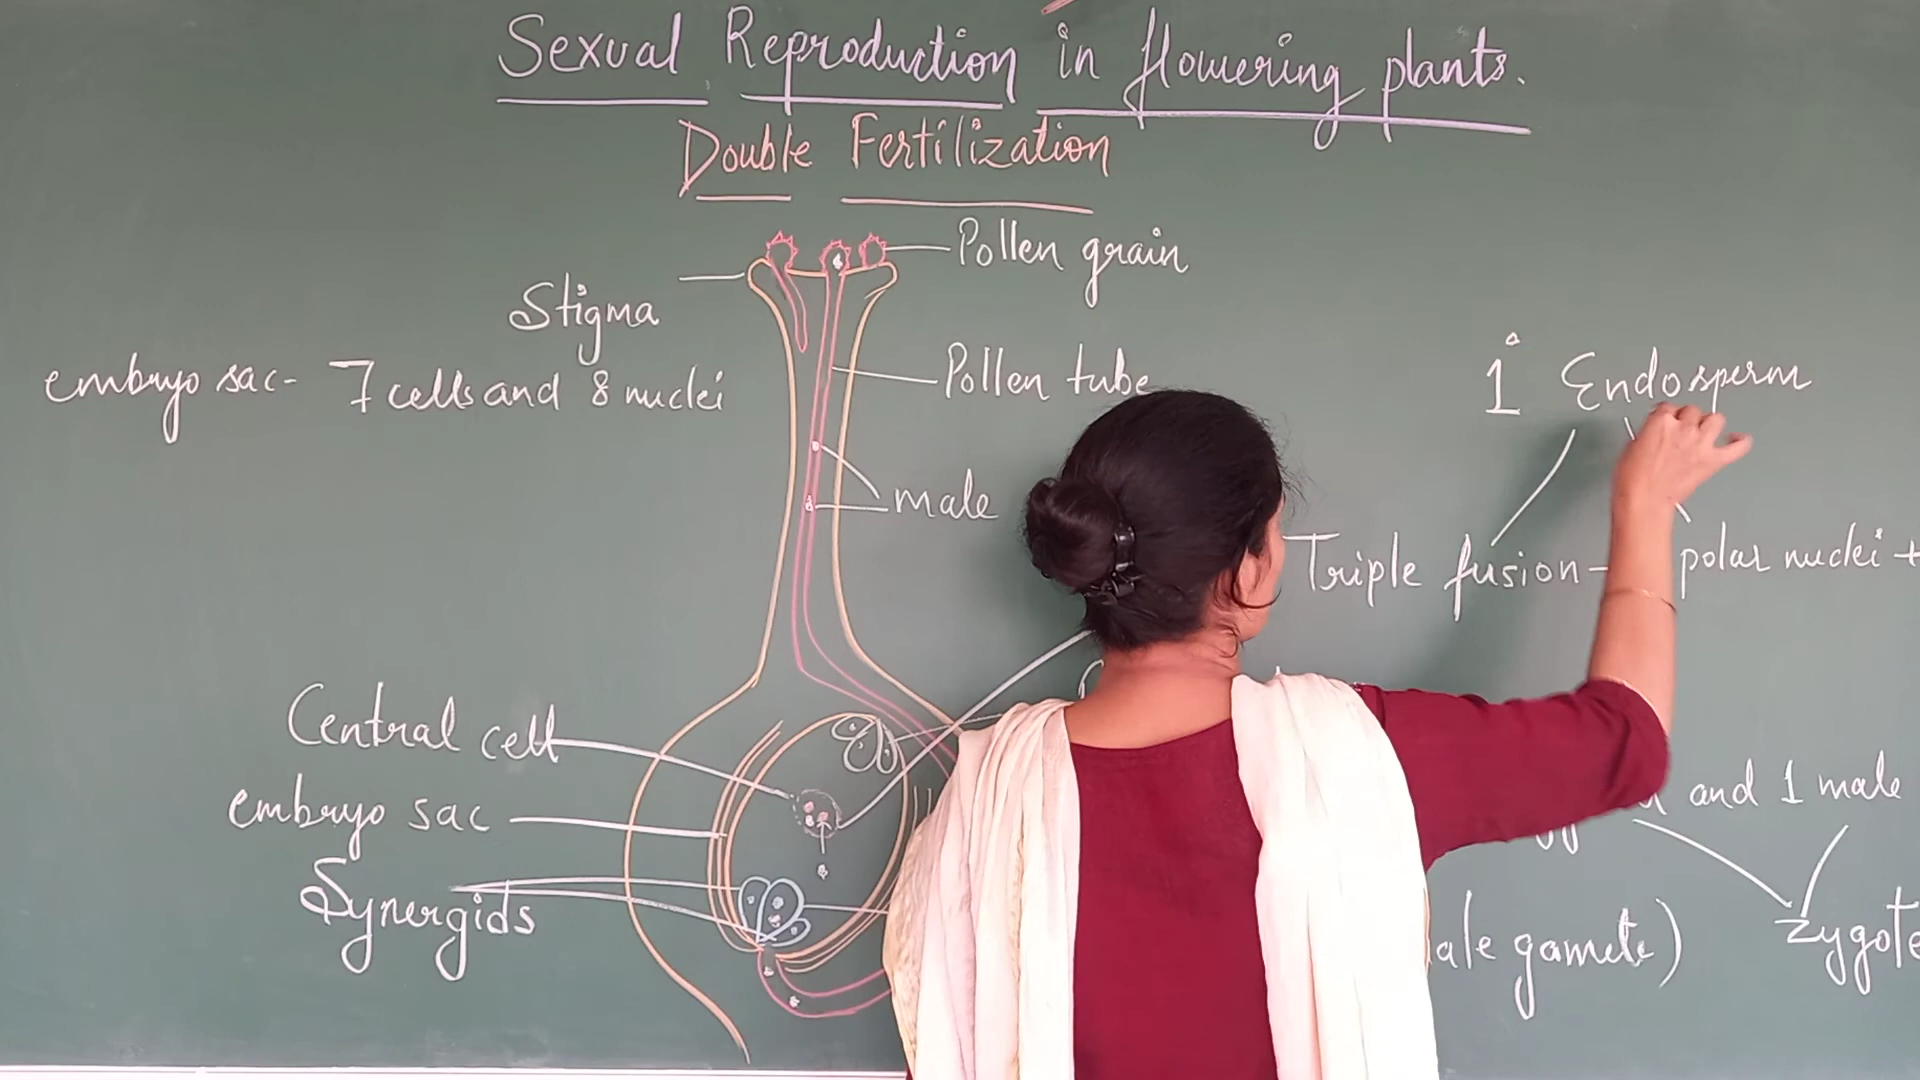 Sexual Reproduction in flowering plants.
Double Fertilization
Pollen grain
Stigma
embryo sac- 7 cells and 8 nuclei
Pollen tube
1° Endosperm
male
Triple fusion - polar nuclei +
Central cell
embryo sac
and 1 male
Synergids
ale gamete)
Zygote